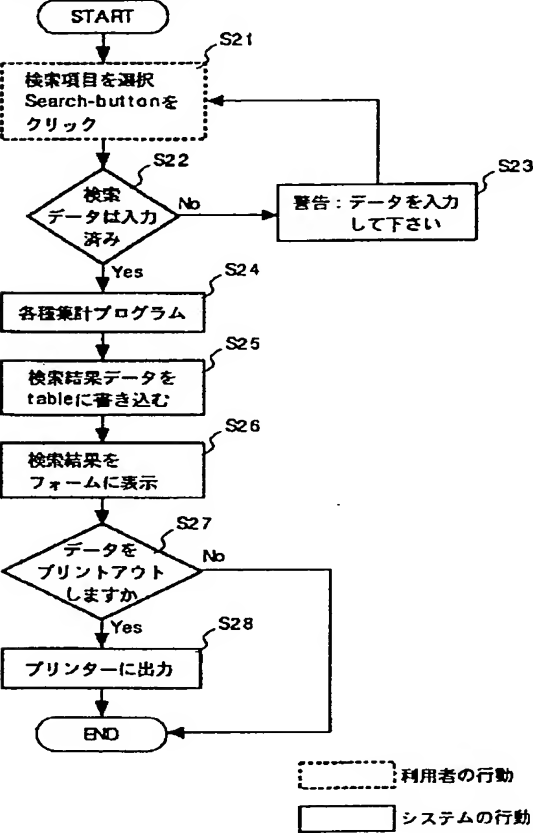 START
S21
検索項目を選択
Search-buttonを
クリック
S22
検索
データは入力
済み
No
S23
警告：データを入力
して下さい
Yes
S24
各種集計プログラム
S25
検索結果データを
tableに書き込む
S26
検索結果を
フォームに表示
S27
データを
プリントアウト
しますか
No
Yes
S28
プリンターに出力
END
利用者の行動
システムの行動